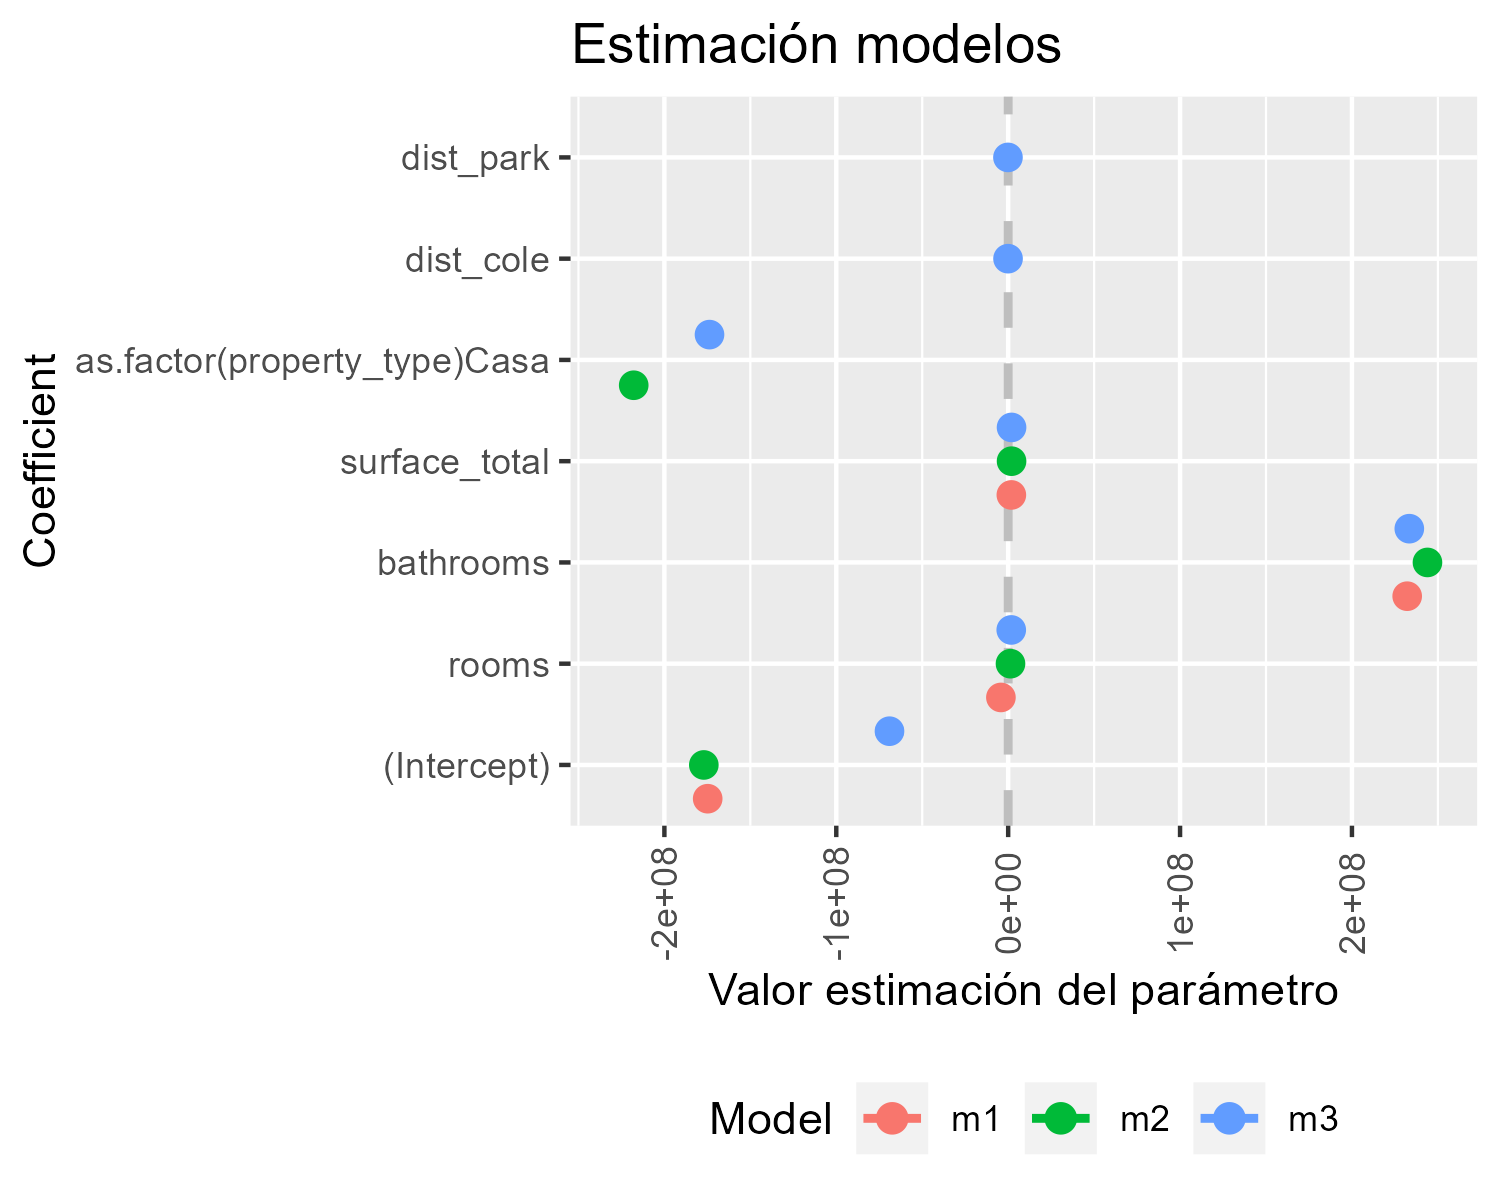 Estimación modelos
Coefficient
dist_park
dist_cole
as.factor(property_type)Casa
surface_total
bathrooms
rooms
(Intercept)
-2e+08
-1e+08
0e+00
1e+08
2e+08
Valor estimación del parámetro
Model m1 m2 m3